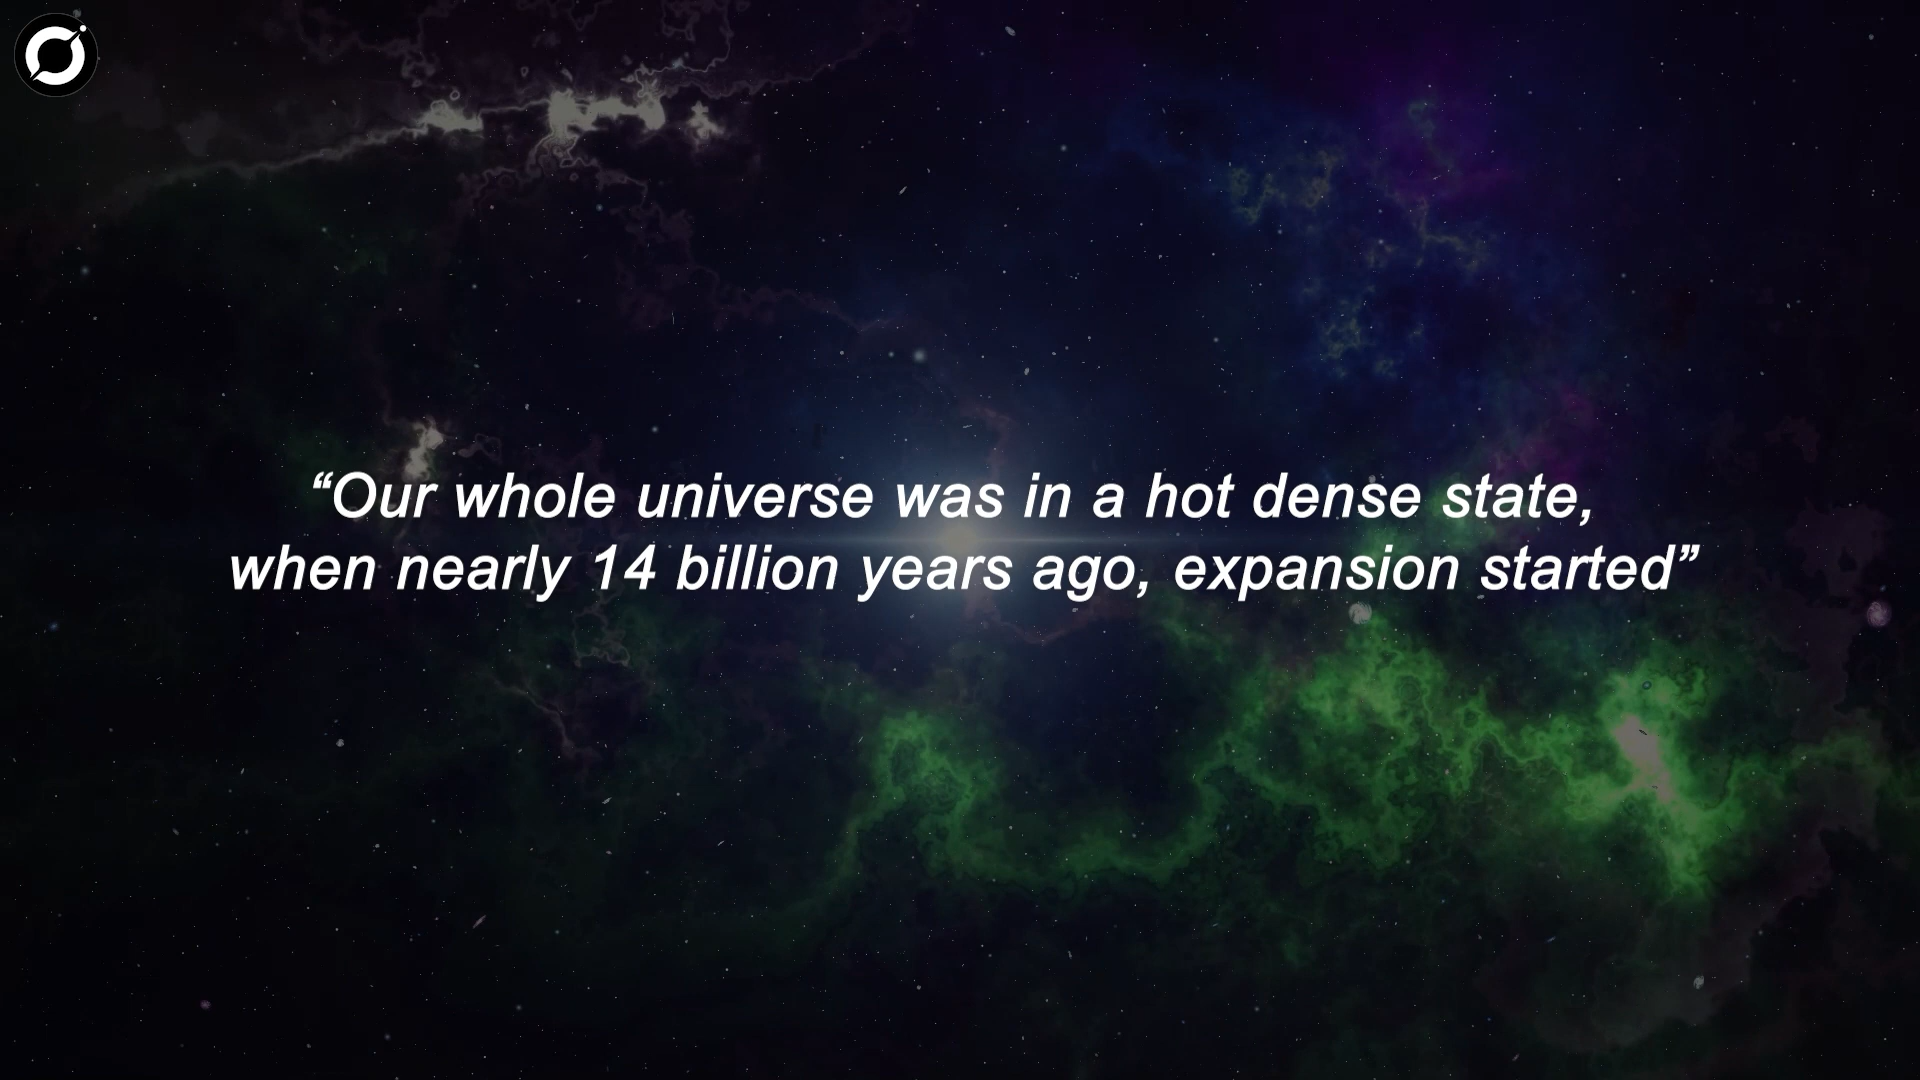 “Our whole universe was in a hot dense state,
when nearly 14 billion years ago, expansion started”